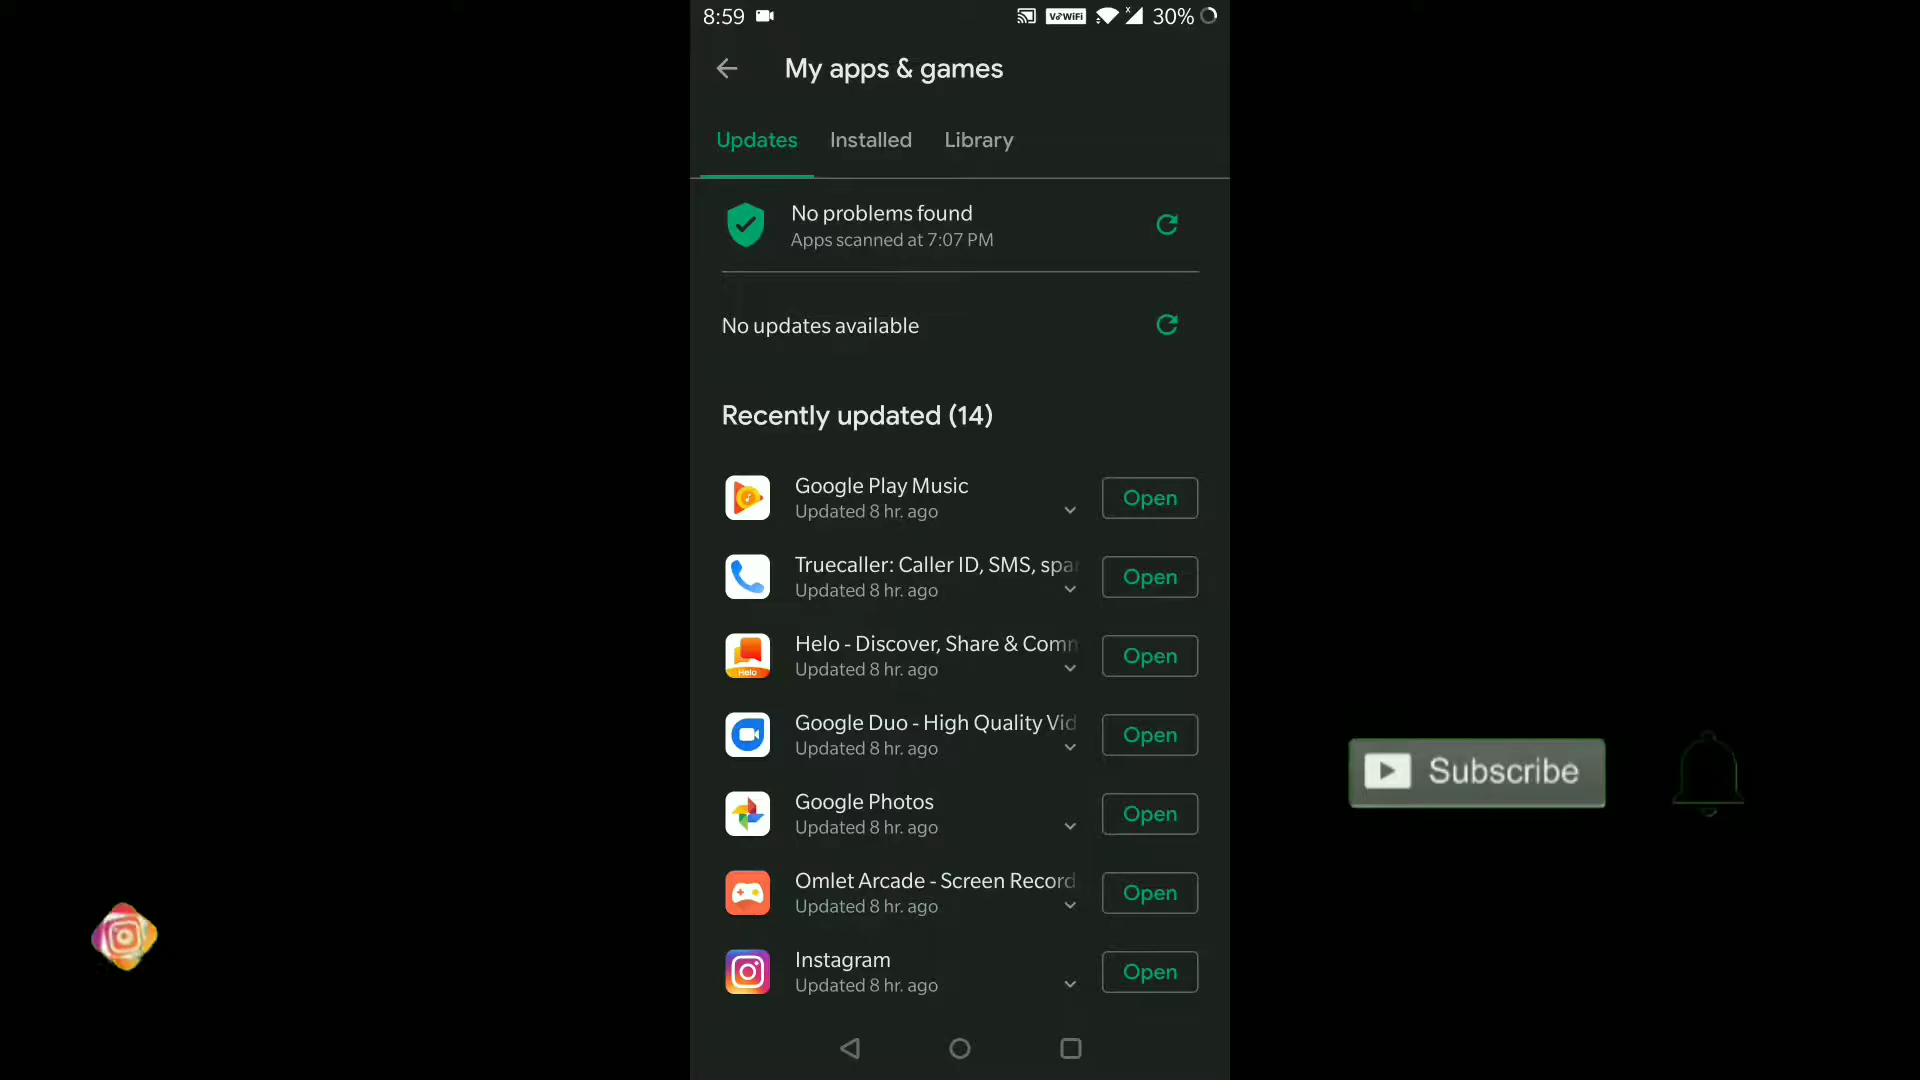 8:59
VoWiFi
x
30%
My apps & games
Updates Installed Library
No problems found
Apps scanned at 7:07 PM
No updates available
Recently updated (14)
Google Play Music
Updated 8 hr. ago
Open
Truecaller: Caller ID, SMS, spa
Updated 8 hr. ago
Open
Helo - Discover, Share & Comm
Updated 8 hr. ago
Open
Helo
Google Duo - High Quality Vid
Updated 8 hr. ago
Open
Google Photos
Updated 8 hr. ago
Open
Omlet Arcade - Screen Record
Updated 8 hr. ago
Open
Instagram
Updated 8 hr. ago
Open
Subscribe